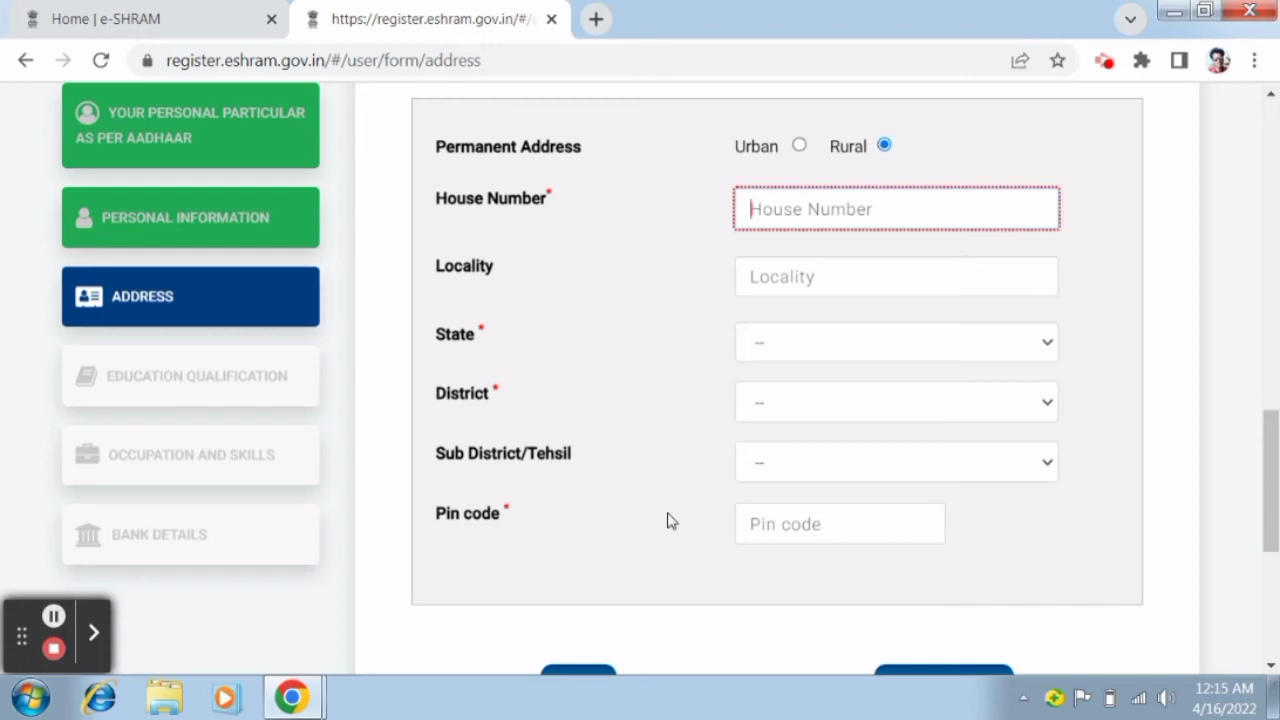 Home | e-SHRAM
https://register.eshram.gov.in/#/
register.eshram.gov.in/#/user/form/address
YOUR PERSONAL PARTICULAR
AS PER AADHAAR
PERSONAL INFORMATION
ADDRESS
EDUCATION QUALIFICATION
OCCUPATION AND SKILLS
BANK DETAILS
Permanent Address Urban Rural
House Number* House Number
Locality Locality
State * --
District * --
Sub District/Tehsil --
Pin code * Pin code
12:15 AM
4/16/2022